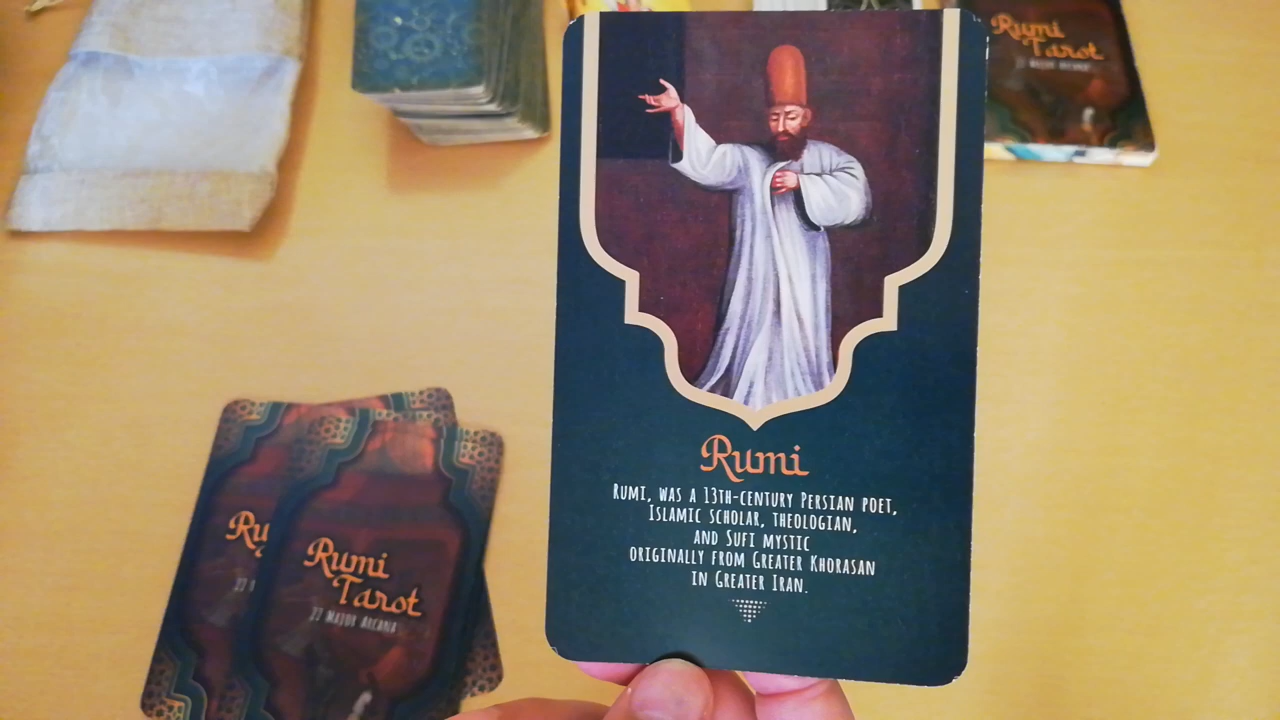 Rumi
Tarot
22 MAJOR ARCANA
Rumi
RUMI, WAS A 13TH-CENTURY PERSIAN POET,
ISLAMIC SCHOLAR, THEOLOGIAN,
AND SUFI MYSTIC
ORIGINALLY FROM GREATER KHORASAN
IN GREATER IRAN.
Ru
Rumi
Tarot
22 MAJOR ARCANA